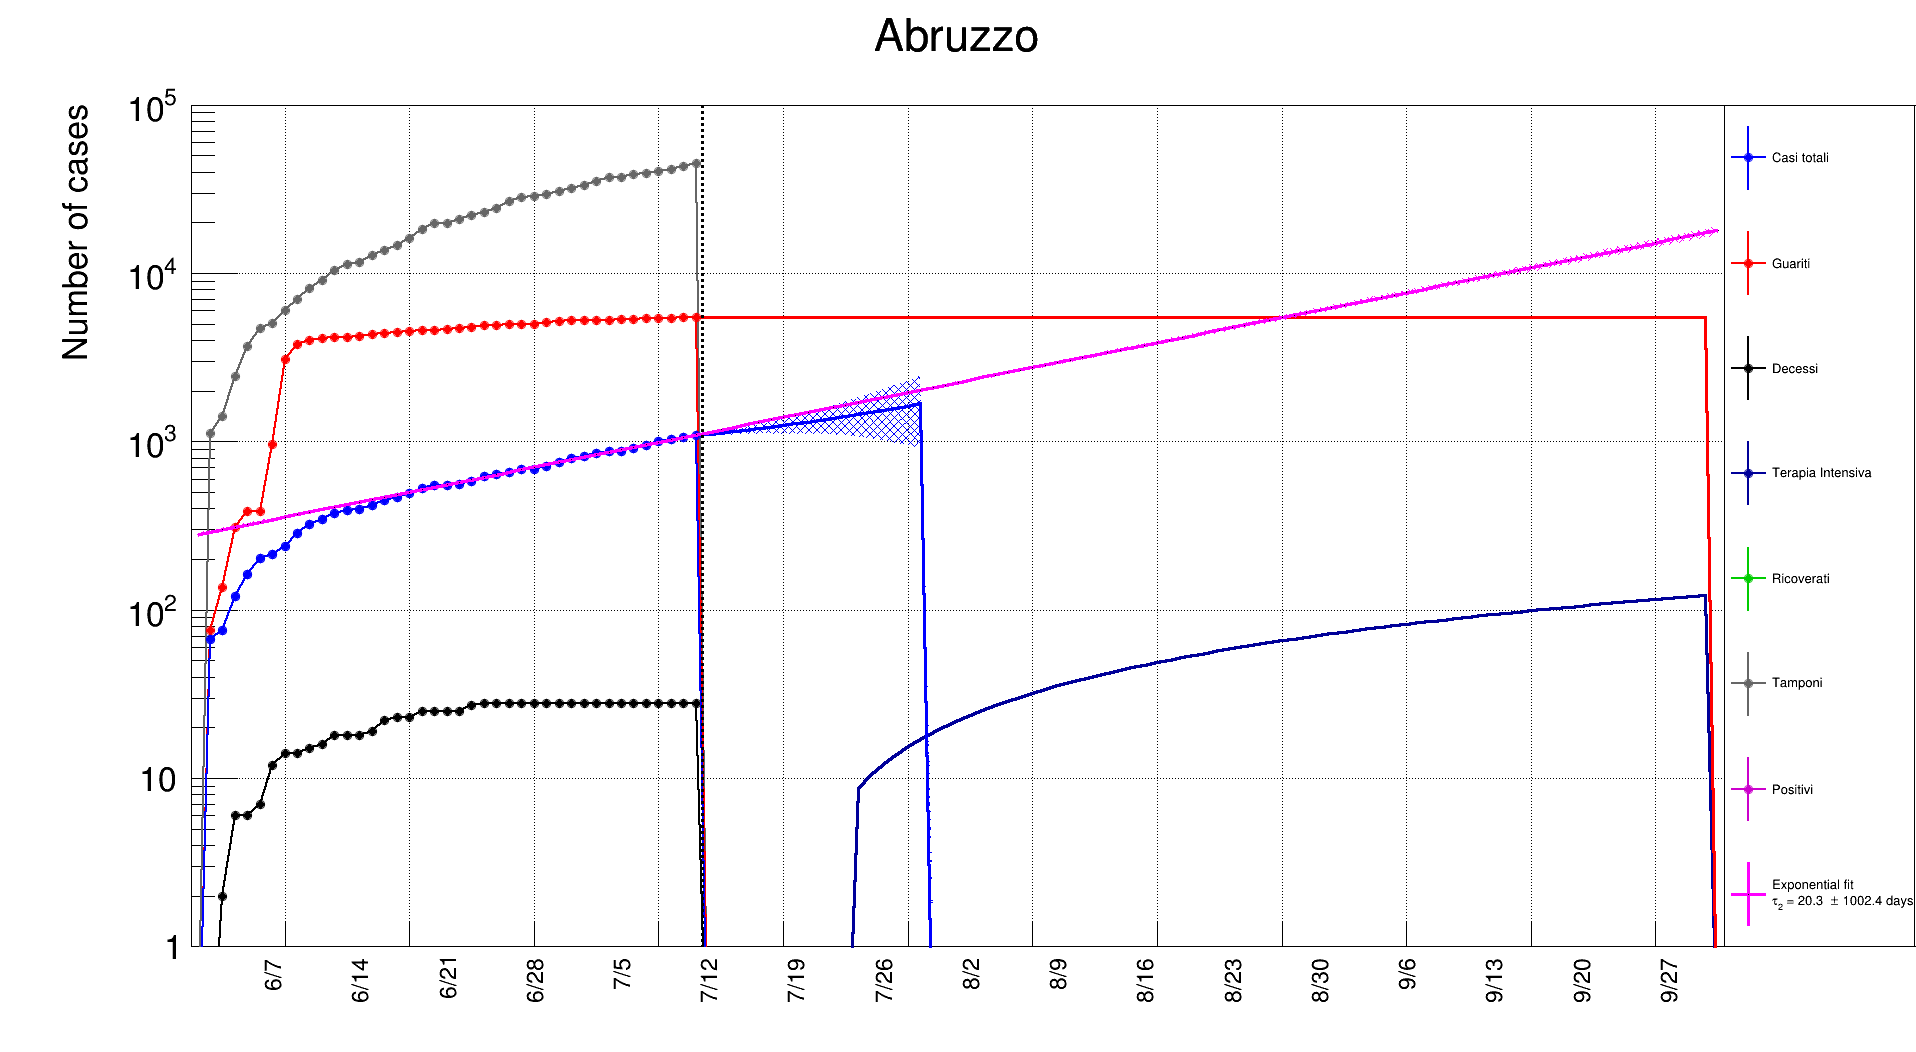 Abruzzo
Number of cases
10^5
10^4
10^3
10^2
10
1
6/7
6/14
6/21
6/28
7/5
7/12
7/19
7/26
8/2
8/9
8/16
8/23
8/30
9/6
9/13
9/20
9/27
Casi totali
Guariti
Decessi
Terapia Intensiva
Ricoverati
Tamponi
Positivi
Exponential fit
τ₂ = 20.3 ± 1002.4 days